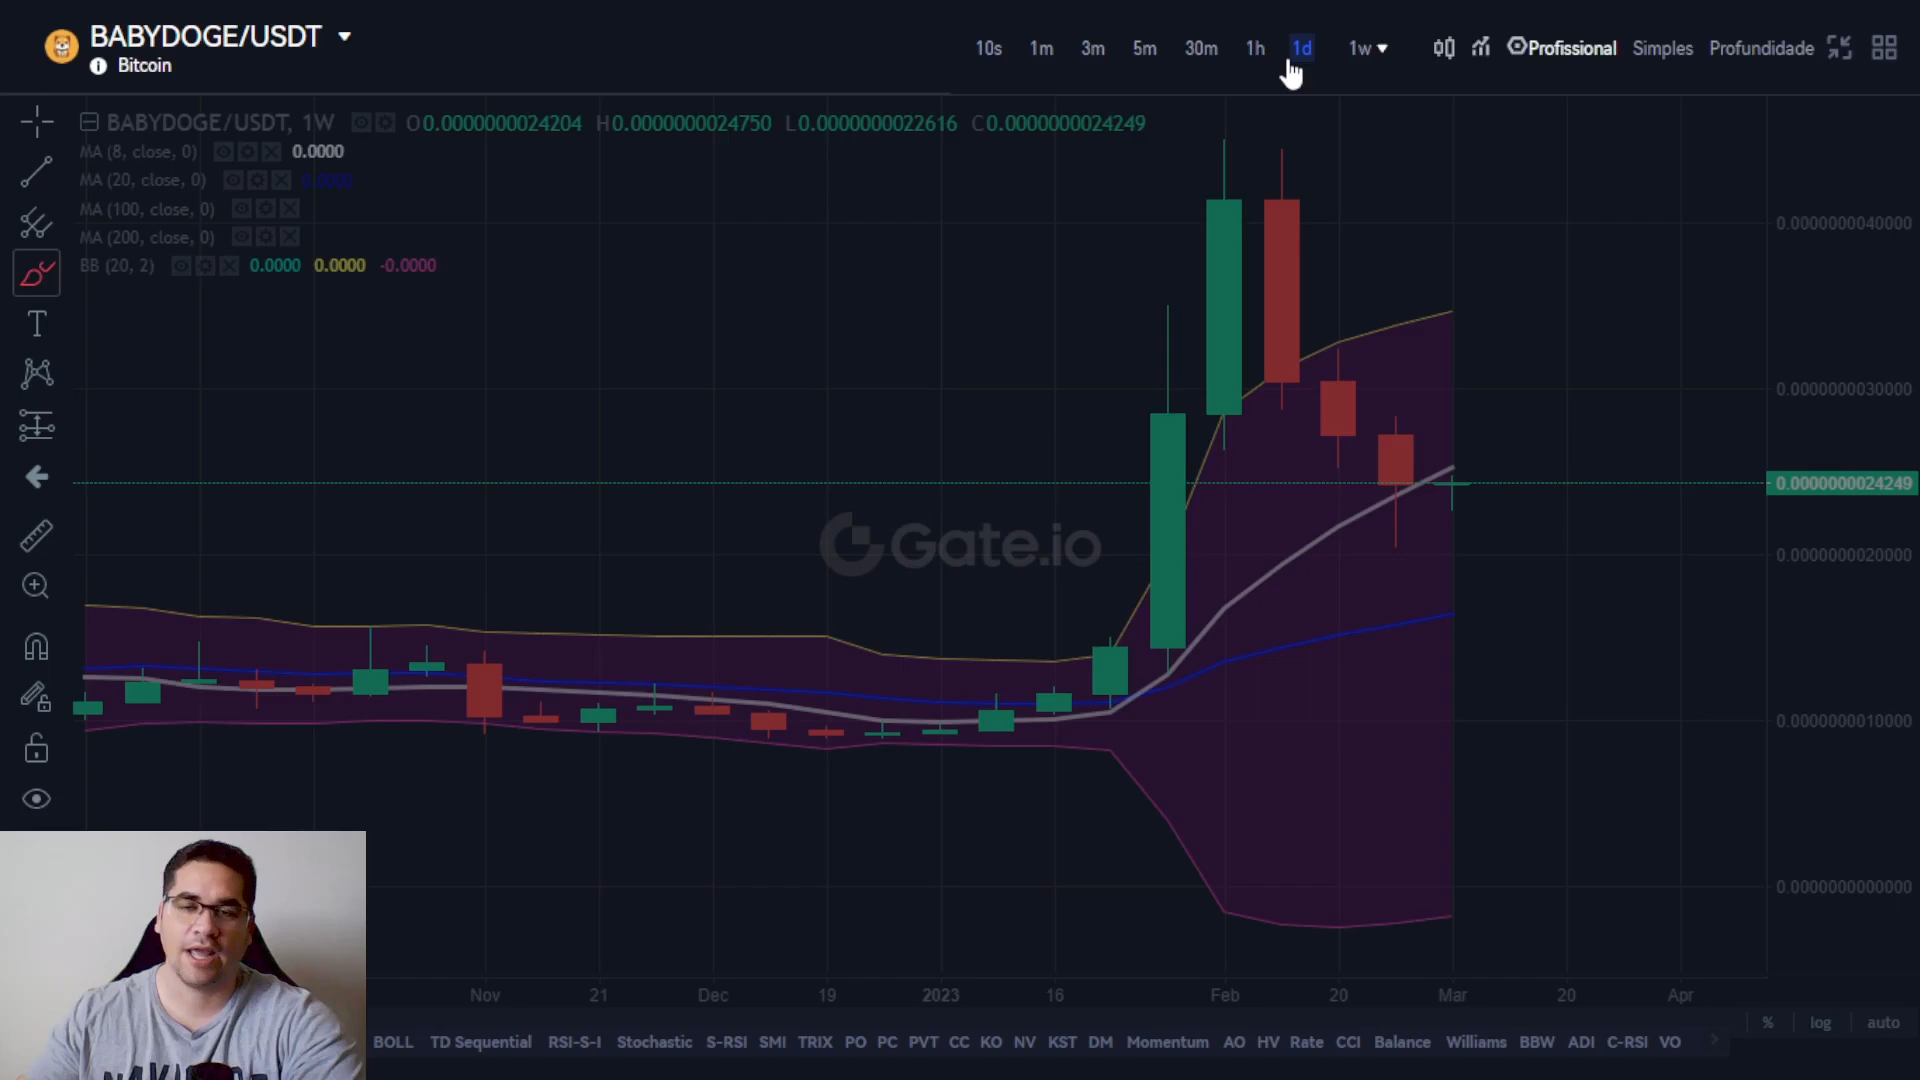 BABYDOGE/USDT
Bitcoin
10s 1m 3m 5m 30m 1h 1d 1w Profissional Simples Profundidade
BABYDOGE/USDT, 1W O0.0000000024204 H0.0000000024750 L0.0000000022616 C0.0000000024249
MA (8, close, 0) 0.0000
MA (20, close, 0) 0.0000
MA (100, close, 0)
MA (200, close, 0)
BB (20, 2) 0.0000 0.0000 -0.0000
0.0000000040000
0.0000000030000
0.0000000024249
Gate.io
0.0000000020000
0.0000000010000
0.0000000000000
Nov 21 Dec 19 2023 16 Feb 20 Mar 20 Apr
% log auto
BOLL TD Sequential RSI-S-I Stochastic S-RSI SMI TRIX PO PC PVT CC KO NV KST DM Momentum AO HV Rate CCI Balance Williams BBW ADI C-RSI VO